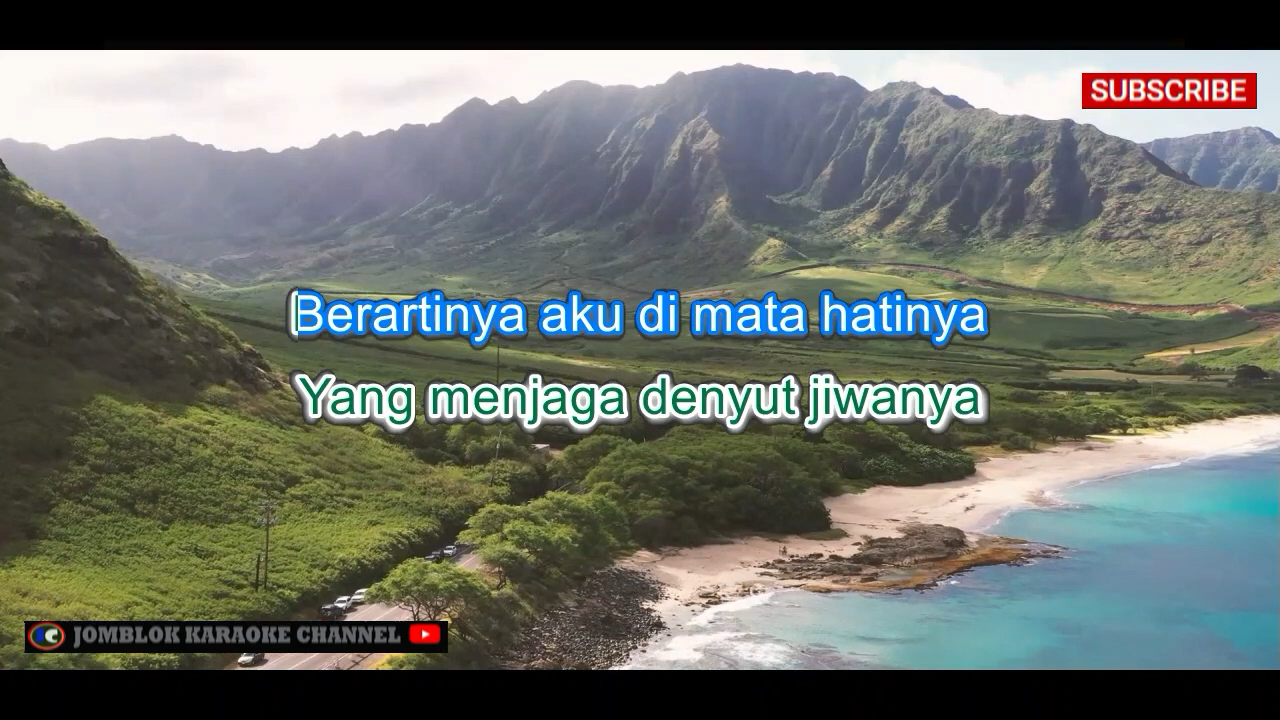 SUBSCRIBE
Berartinya aku di mata hatinya
Yang menjaga denyut jiwanya
JOMBLOK KARAOKE CHANNEL